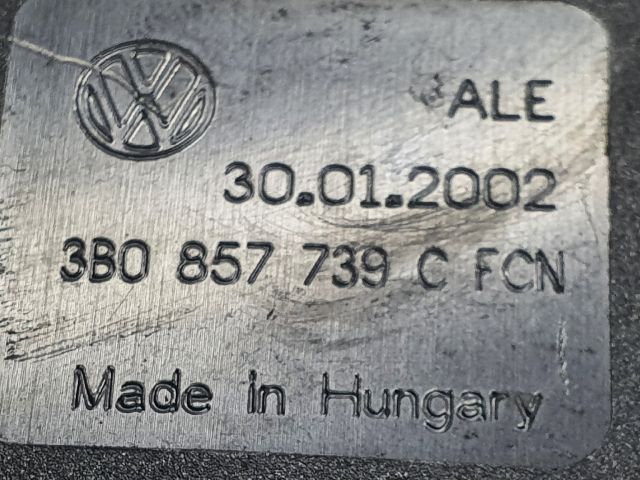 ALE
30.01.2002
3B0 857 739 C FCN
Made in Hungary